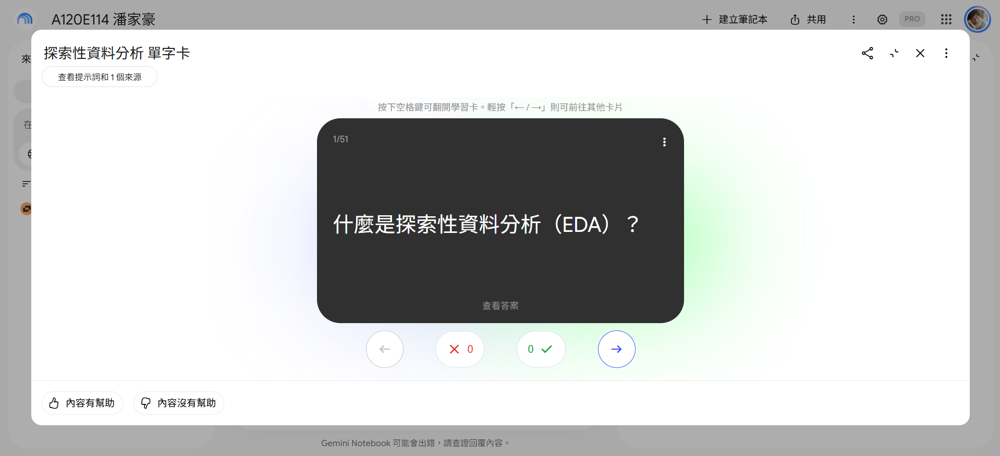 A120E114 潘家豪
建立筆記本
共用
PRO
來
探索性資料分析 單字卡
查看提示詞和 1 個來源
在
按下空格鍵可翻開學習卡。輕按「← / →」則可前往其他卡片
1/51
什麼是探索性資料分析（EDA）？
查看答案
0
0
內容有幫助
內容沒有幫助
Gemini Notebook 可能會出錯，請查證回覆內容。